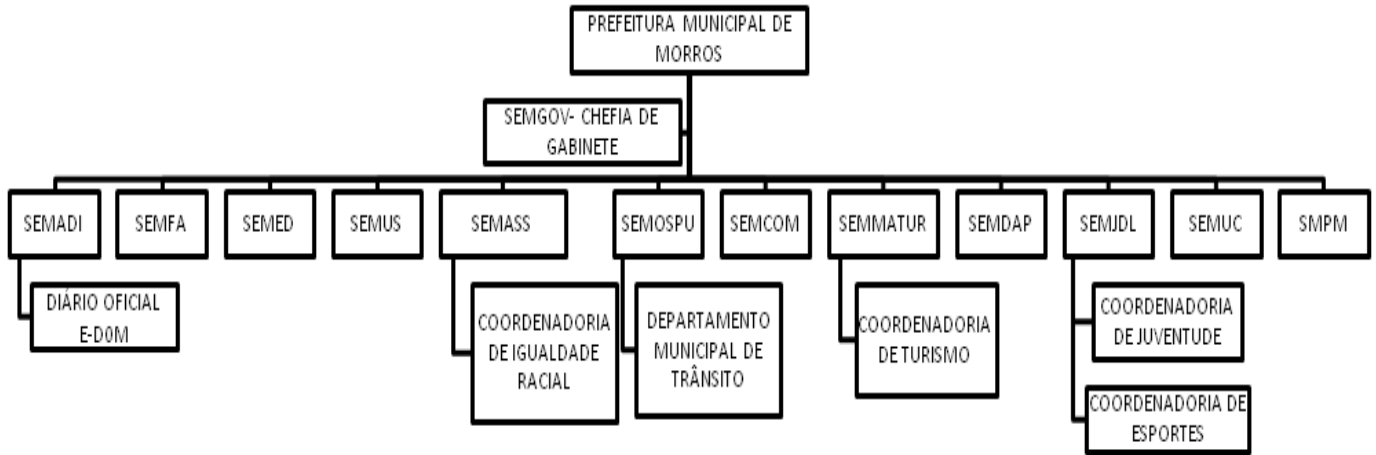 PREFEITURA MUNICIPAL DE
MORROS
SEMGOV- CHEFIA DE
GABINETE
SEMADI
SEMFA
SEMED
SEMUS
SEMASS
SEMOSPU
SEMCOM
SEMMATUR
SEMDAP
SEMJDL
SEMUC
SMPM
DIÁRIO OFICIAL
E-D0M
COORDENADORIA
DE IGUALDADE
RACIAL
DEPARTAMENTO
MUNICIPAL DE
TRÂNSITO
COORDENADORIA
DE TURISMO
COORDENADORIA
DE JUVENTUDE
COORDENADORIA DE
ESPORTES